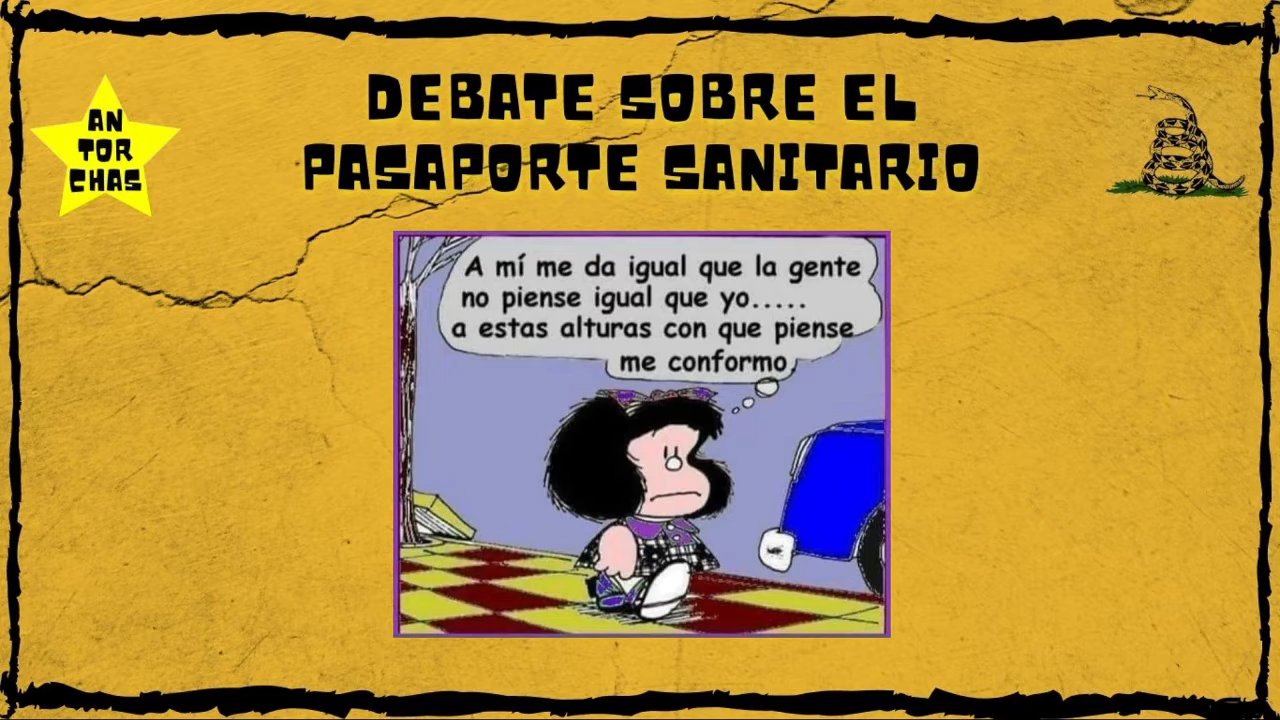 DEBATE SOBRE EL
PASAPORTE SANITARIO
AN
TOR
CHAS
A mí me da igual que la gente
no piense igual que yo.....
a estas alturas con que piense
me conformo.